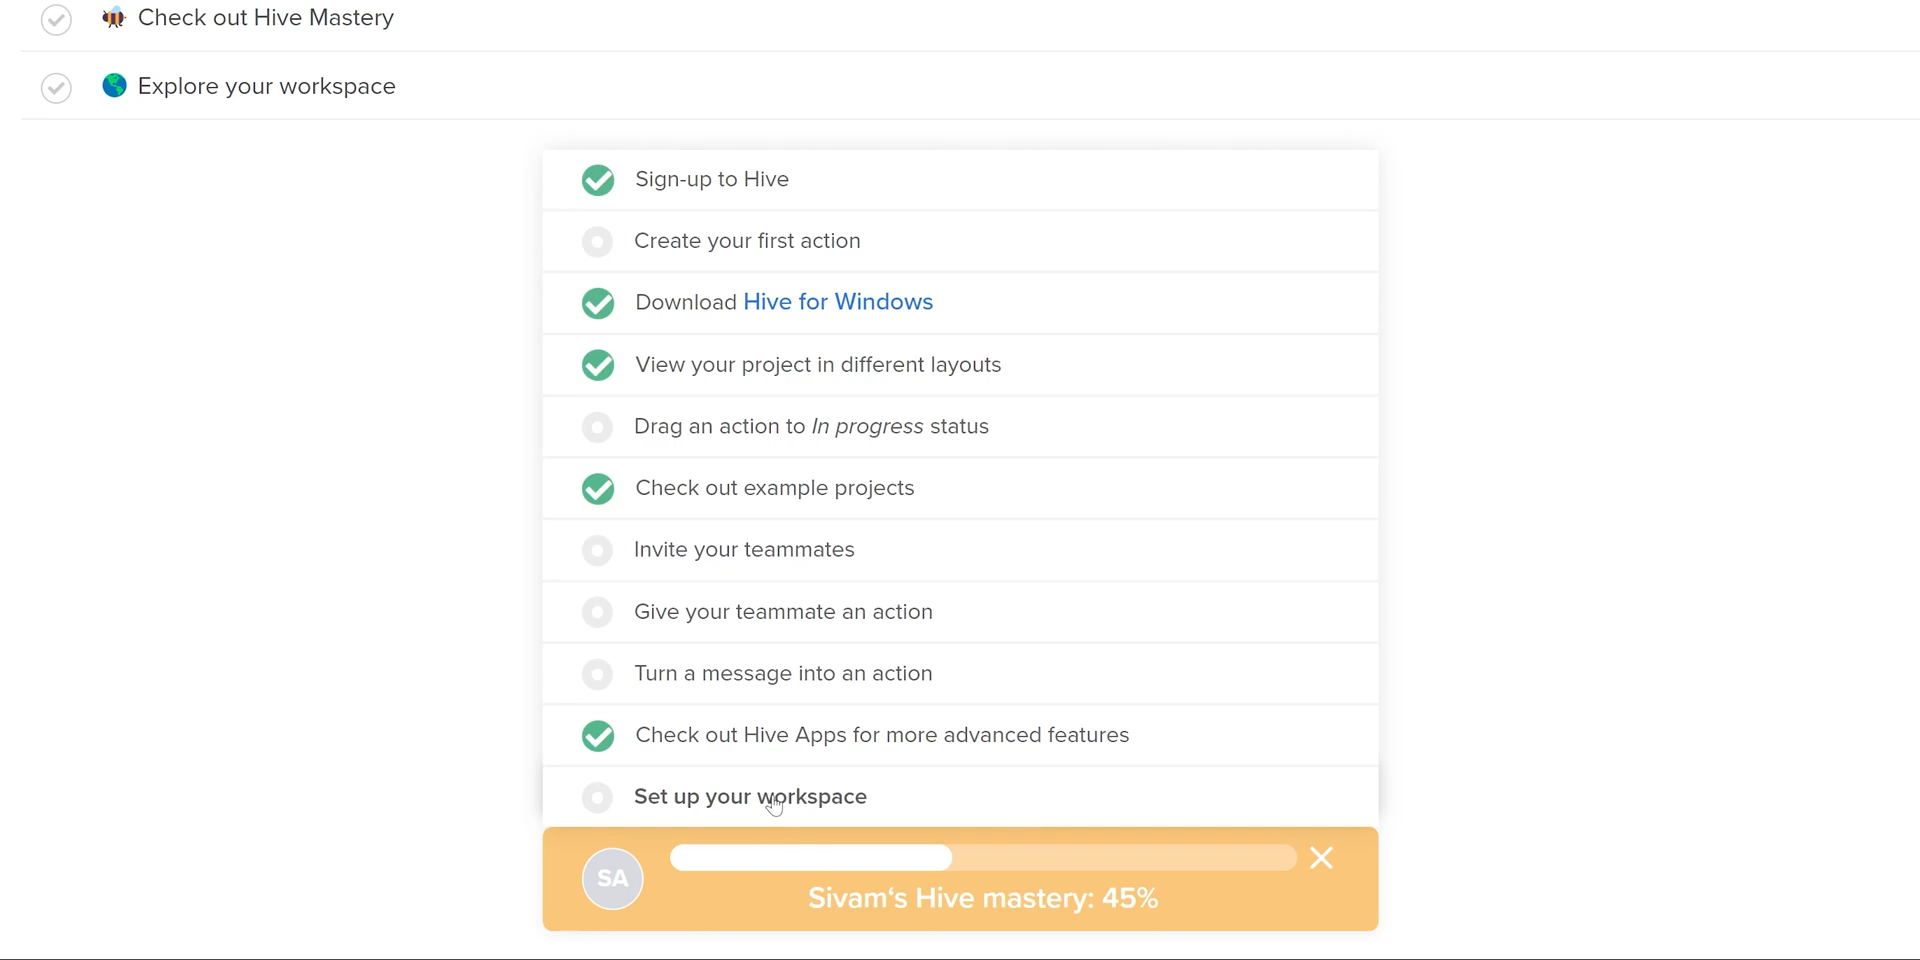 Check out Hive Mastery
Explore your workspace
Sign-up to Hive
Create your first action
Download Hive for Windows
View your project in different layouts
Drag an action to In progress status
Check out example projects
Invite your teammates
Give your teammate an action
Turn a message into an action
Check out Hive Apps for more advanced features
Set up your workspace
SA
Sivam‘s Hive mastery: 45%